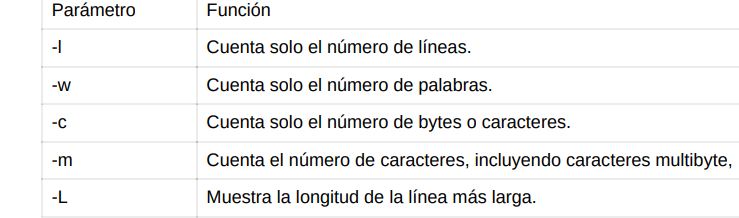 Parámetro Función
-l Cuenta solo el número de líneas.
-w Cuenta solo el número de palabras.
-c Cuenta solo el número de bytes o caracteres.
-m Cuenta el número de caracteres, incluyendo caracteres multibyte,
-L Muestra la longitud de la línea más larga.